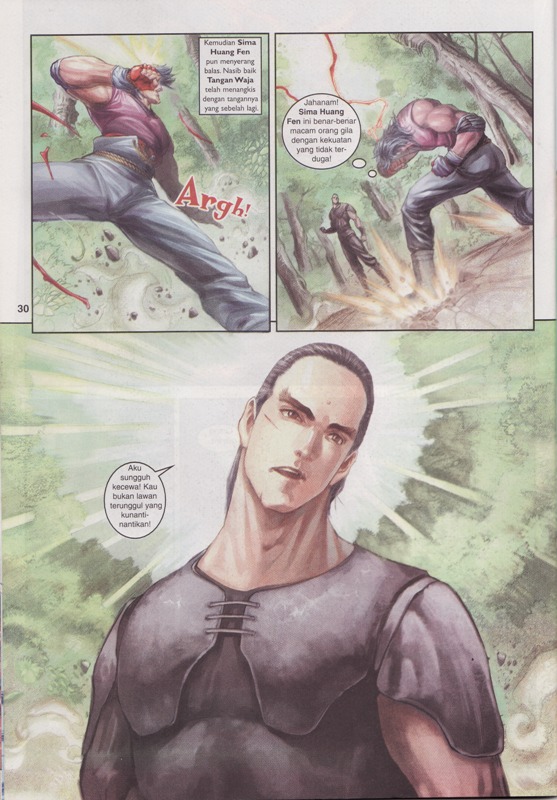 Kemudian Sima
Huang Fen
pun menyerang
balas. Nasib baik
Tangan Waja
telah menangkis
dengan tangannya
yang sebelah lagi.
Argh!
Jahanam!
Sima Huang
Fen ini benar-benar
macam orang gila
dengan kekuatan
yang tidak ter-
duga!
30
Aku
sungguh
kecewa! Kau
bukan lawan
terunggul yang
kunanti-
nantikan!